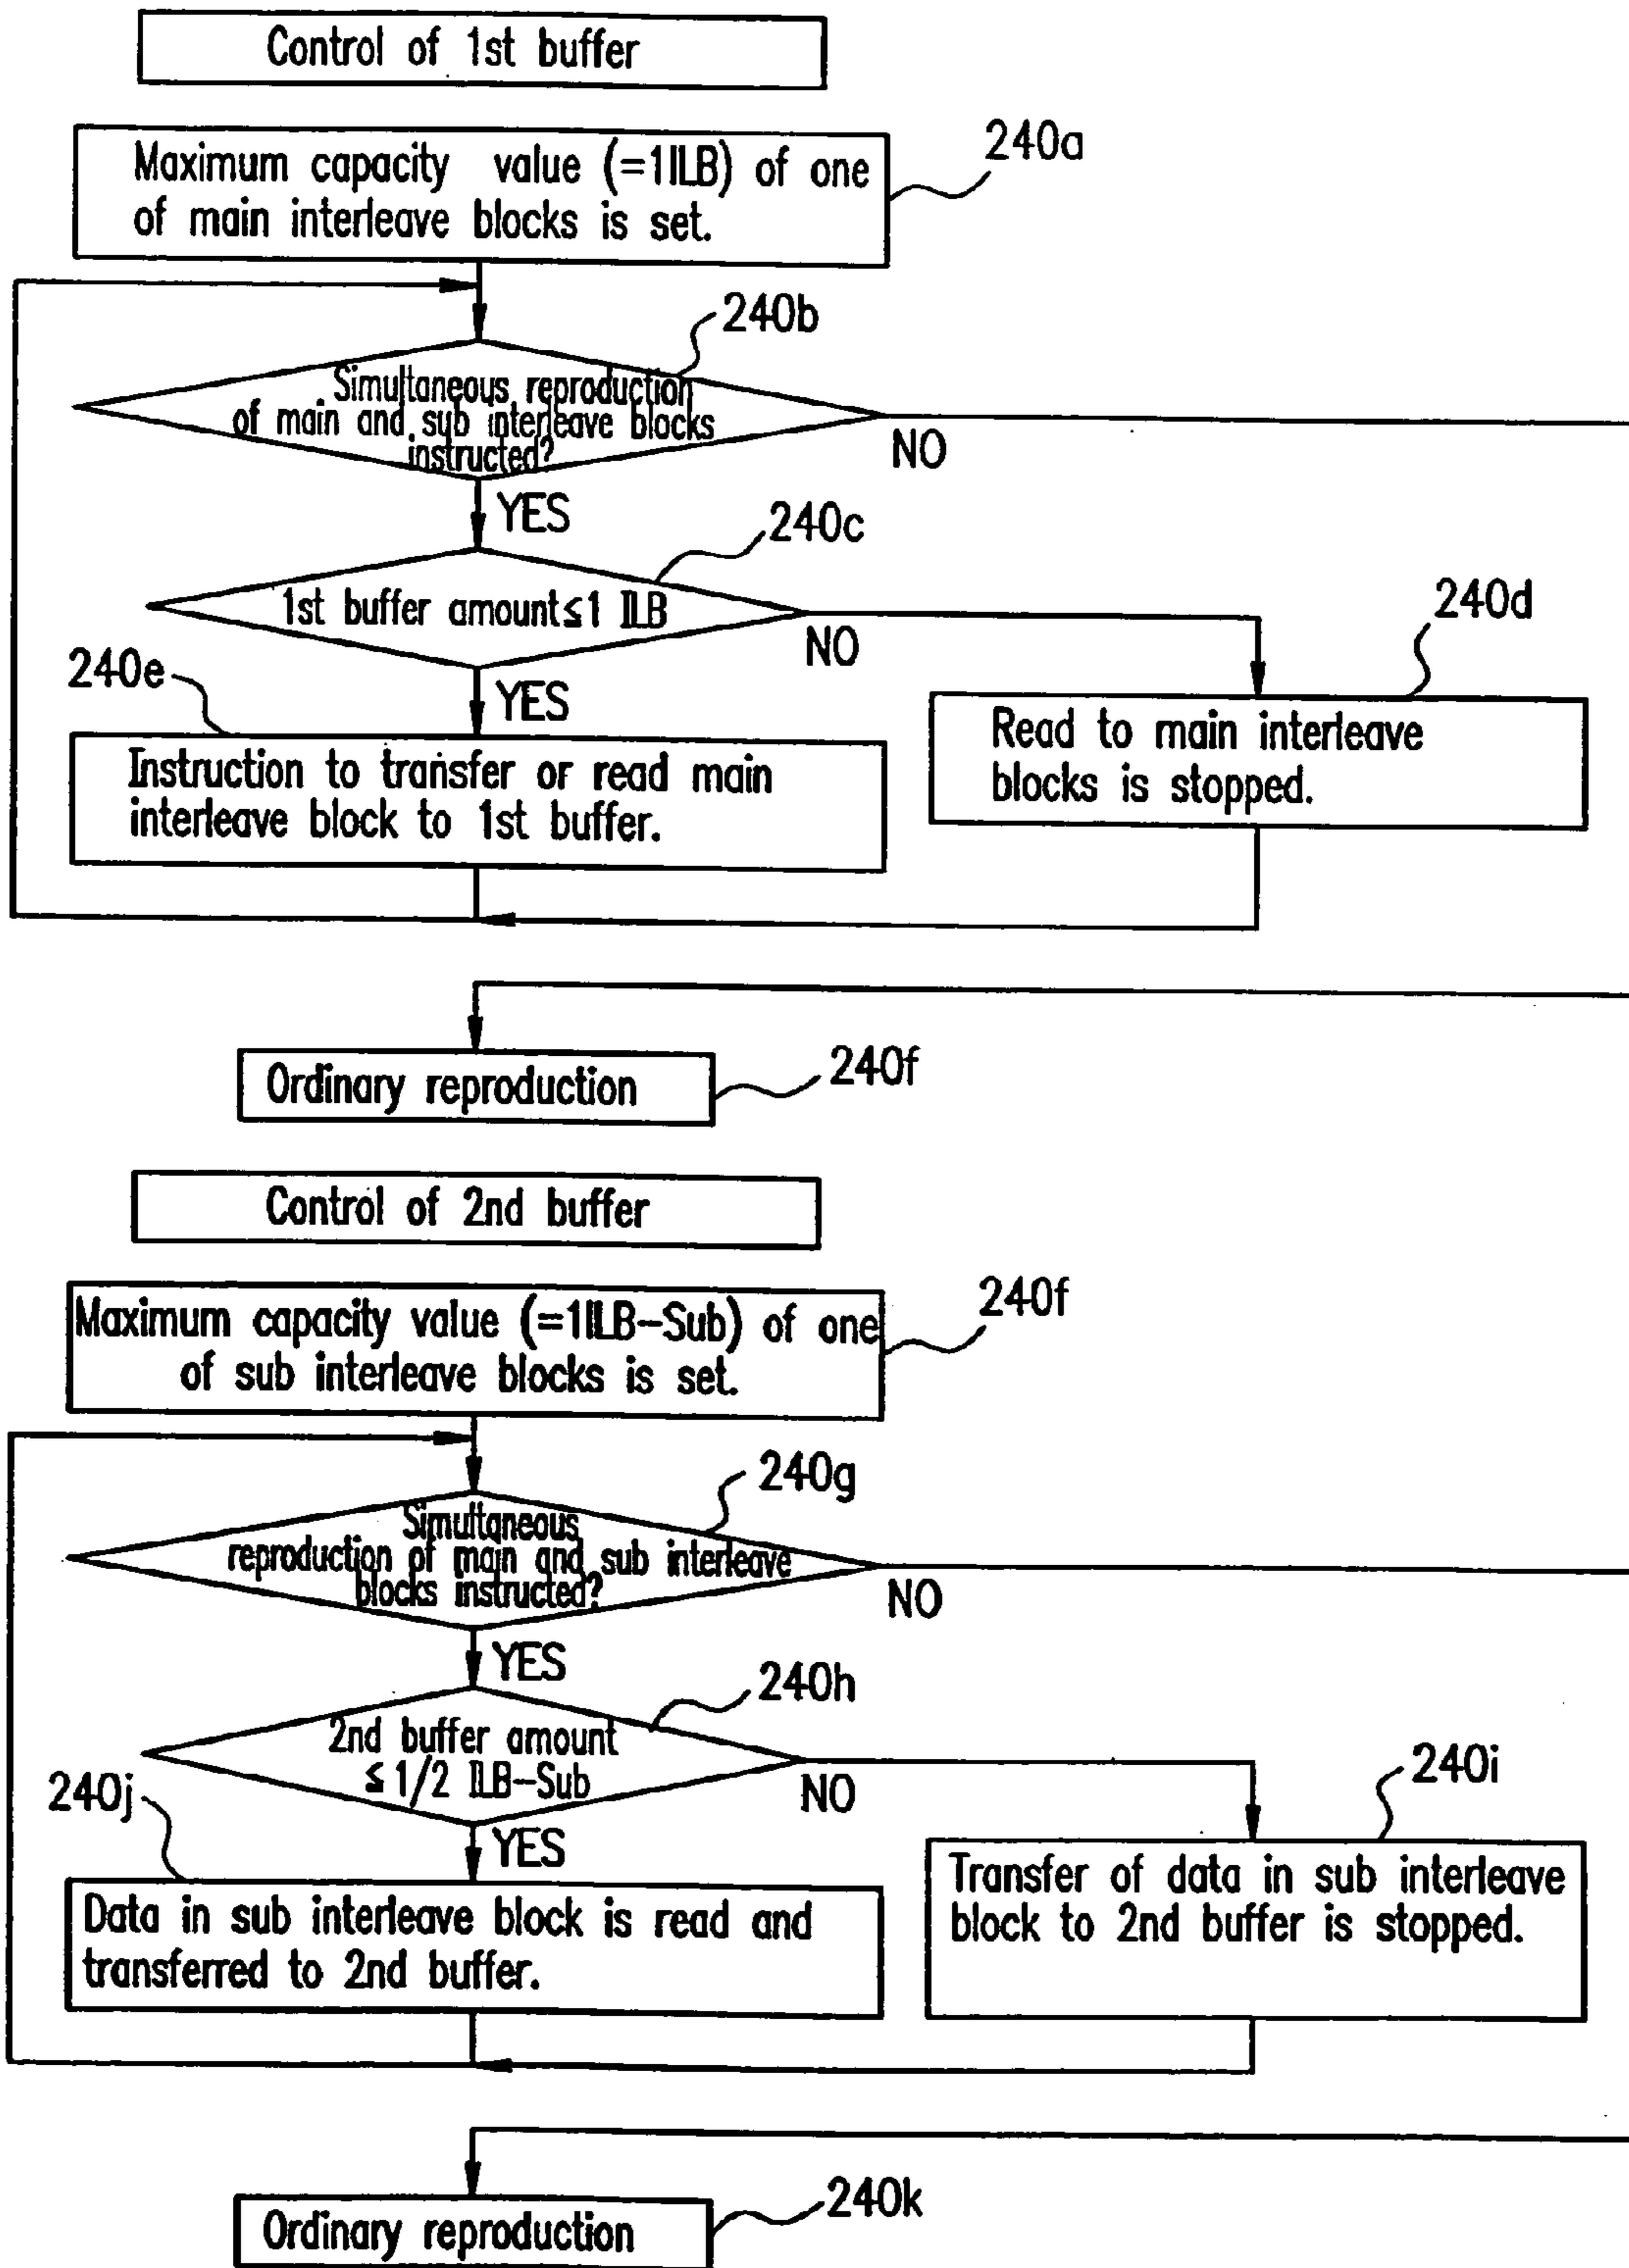 Control of 1st buffer
Maximum capacity value (=1ILB) of one
of main interleave blocks is set.
240a
240b
Simultaneous reproduction
of main and sub interleave blocks
instructed?
NO
YES
240c
1st buffer amount≤1 ILB
NO
240d
240e
YES
Instruction to transfer or read main
interleave block to 1st buffer.
Read to main interleave
blocks is stopped.
Ordinary reproduction
240f
Control of 2nd buffer
240f
Maximum capacity value (=1ILB-Sub) of one
of sub interleave blocks is set.
240g
Simultaneous
reproduction of main and sub interleave
blocks instructed?
NO
YES
240h
2nd buffer amount
≤ 1/2 ILB-Sub
NO
240i
240j
YES
Data in sub interleave block is read and
transferred to 2nd buffer.
Transfer of data in sub interleave
block to 2nd buffer is stopped.
240k
Ordinary reproduction